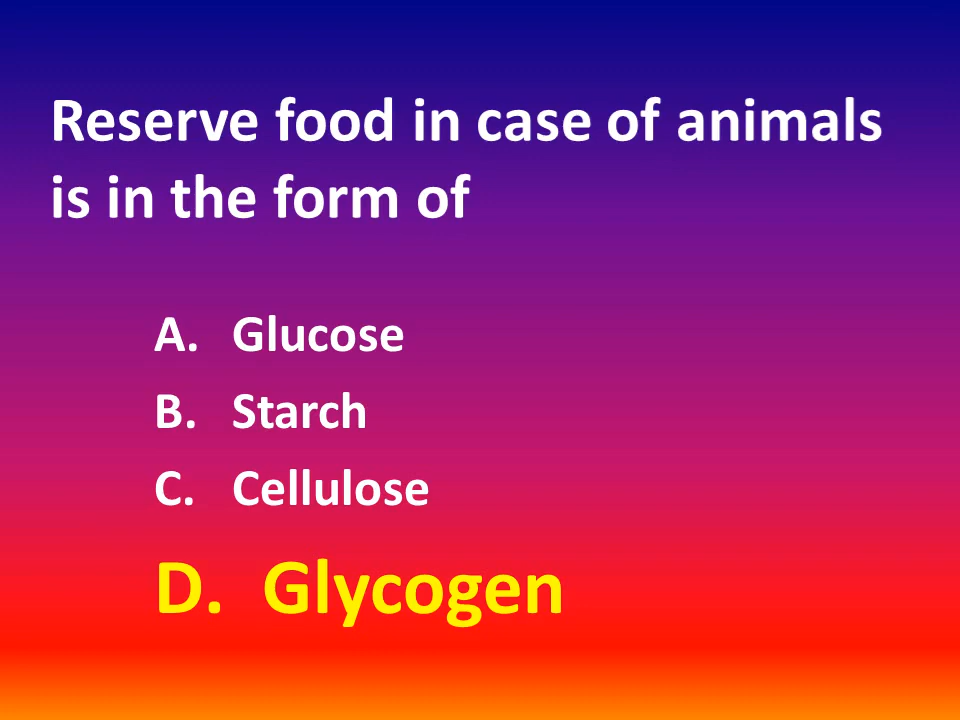 Reserve food in case of animals
is in the form of
A. Glucose
B. Starch
C. Cellulose
D. Glycogen